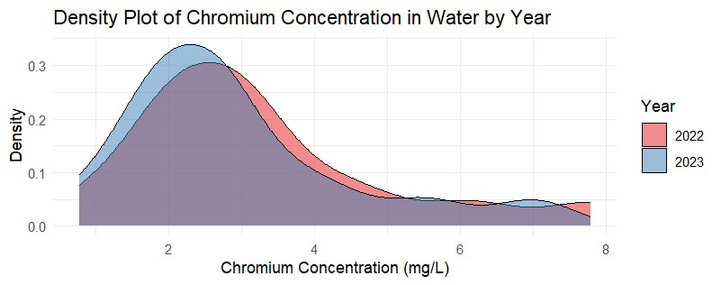 Density Plot of Chromium Concentration in Water by Year
0.3
0.2
0.1
0.0
Density
2 4 6 8
Chromium Concentration (mg/L)
Year
2022
2023